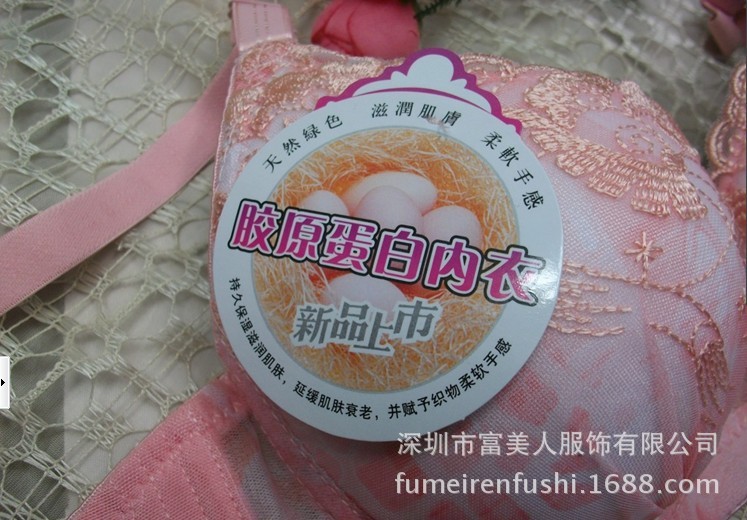 天然绿色 滋潤肌膚 柔軟手感
胶原蛋白内衣
新品上市
持久保湿滋润肌肤，延缓肌肤衰老，并赋予织物柔软手感
深圳市富美人服饰有限公司
fumeirenfushi.1688.com